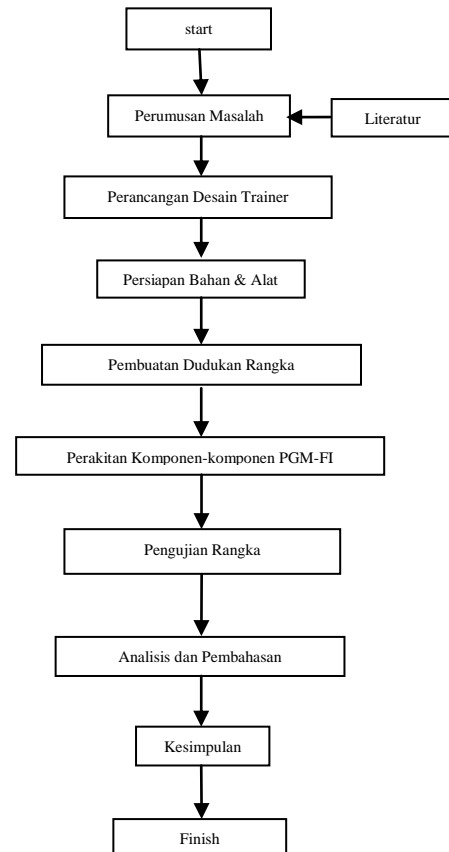 start
Perumusan Masalah
Literatur
Perancangan Desain Trainer
Persiapan Bahan & Alat
Pembuatan Dudukan Rangka
Perakitan Komponen-komponen PGM-FI
Pengujian Rangka
Analisis dan Pembahasan
Kesimpulan
Finish